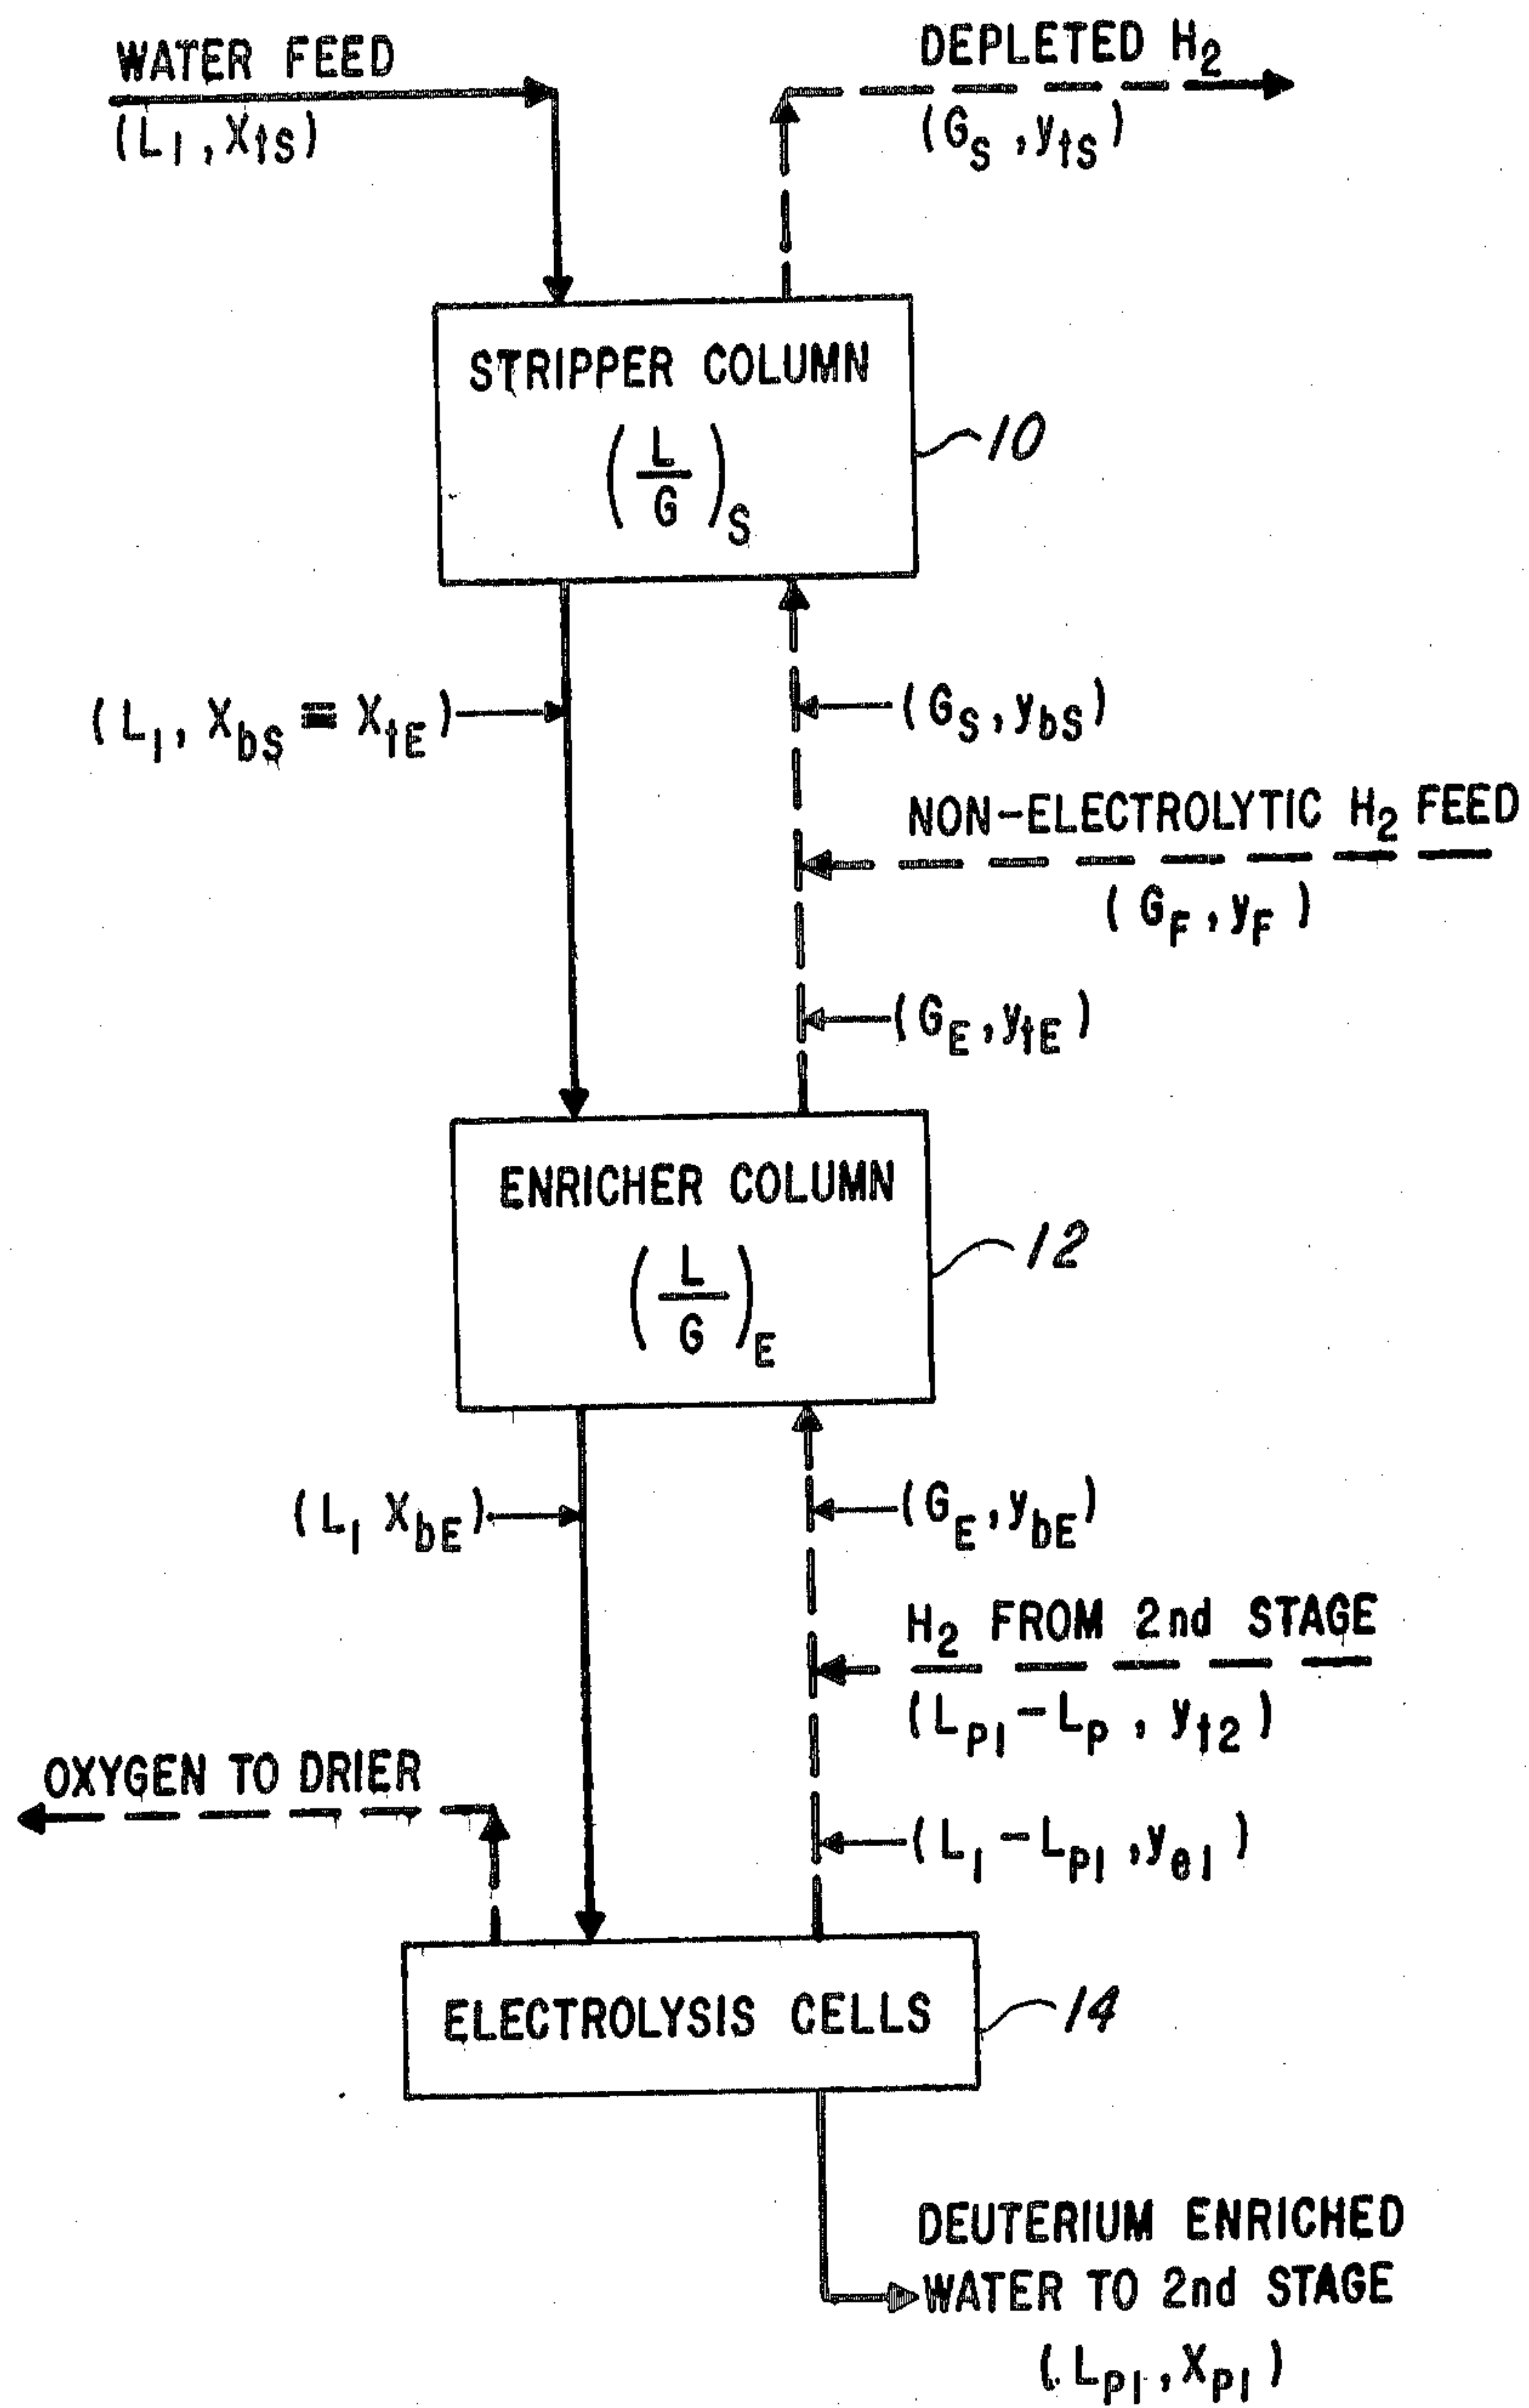 WATER FEED
(L1, XtS)
DEPLETED H2
(GS, ytS)
STRIPPER COLUMN
(L/G)S
10
(L1, XbS ≡ XtE)
(GS, ybS)
NON-ELECTROLYTIC H2 FEED
(GF, yF)
(GE, ytE)
ENRICHER COLUMN
(L/G)E
12
(L1 XbE)
(GE, ybE)
H2 FROM 2nd STAGE
(LP1 - LP, yt2)
OXYGEN TO DRIER
(L1 - LP1, ye1)
ELECTROLYSIS CELLS
14
DEUTERIUM ENRICHED
WATER TO 2nd STAGE
(LP1, XP1)